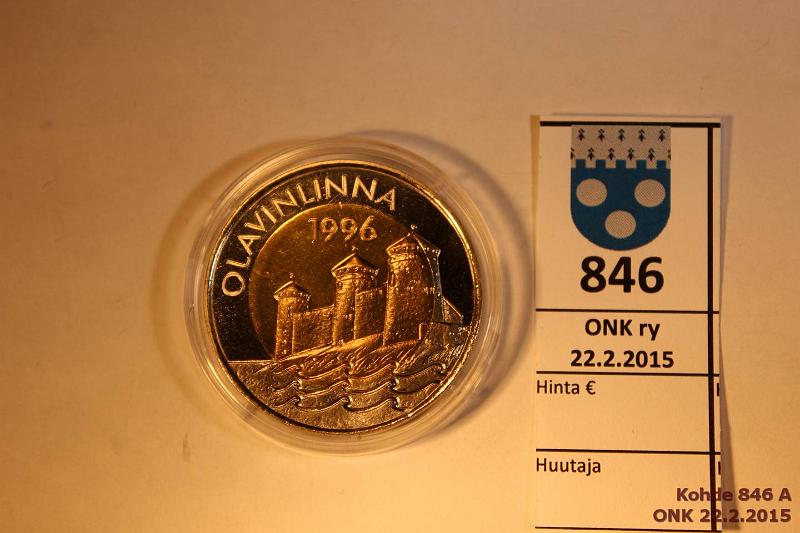 OLAVINLINNA
1996
846
ONK ry
22.2.2015
Hinta €
Huutaja
Kohde 846 A
ONK 22.2.2015